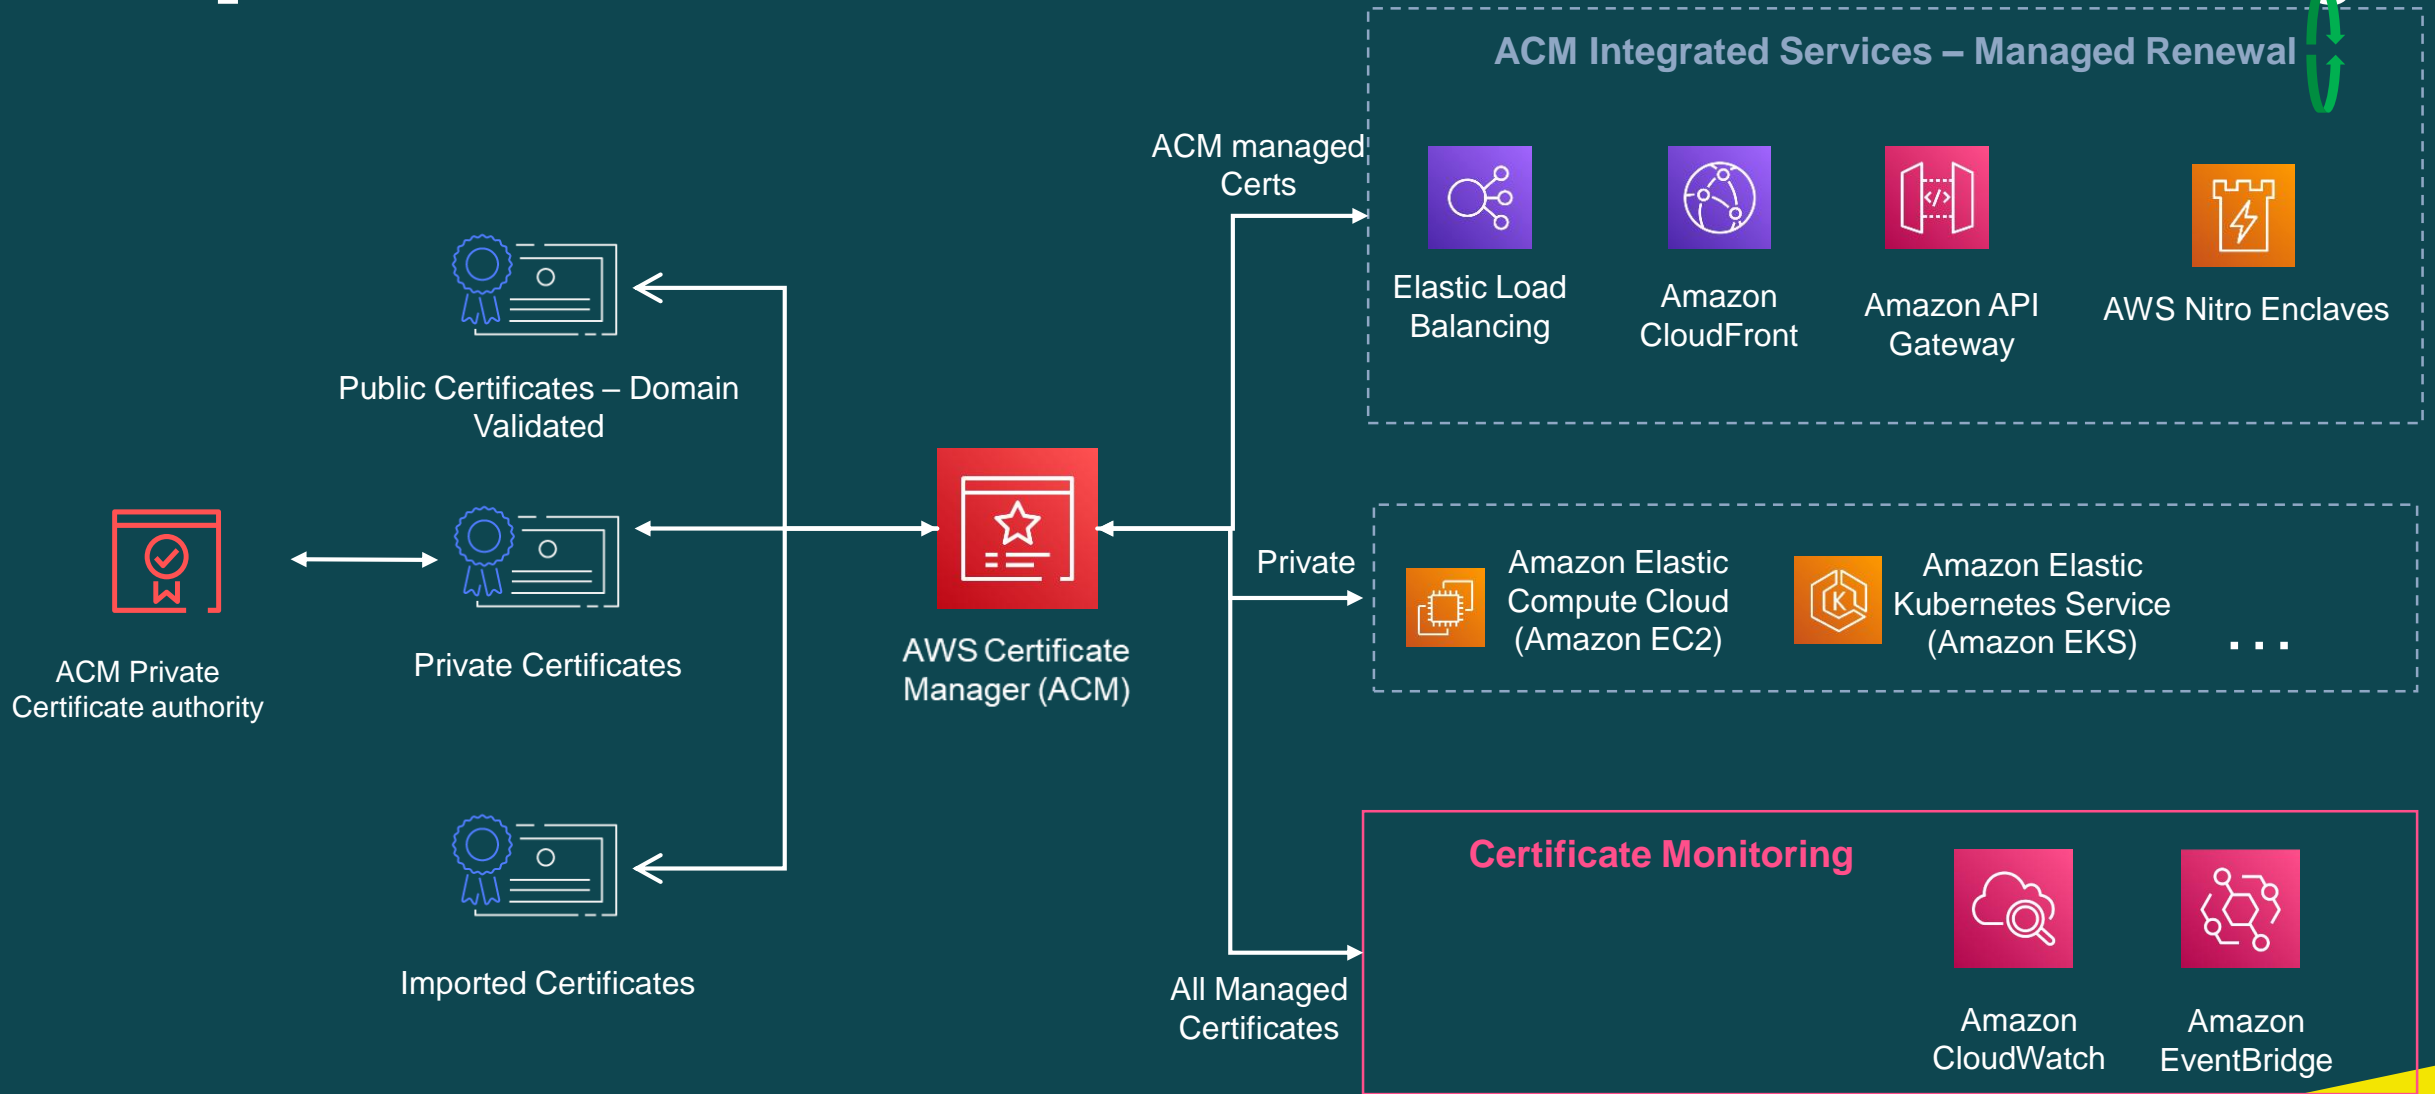 ACM Integrated Services – Managed Renewal
ACM managed
Certs
Elastic Load
Balancing
Amazon
CloudFront
</>
Amazon API
Gateway
AWS Nitro Enclaves
Public Certificates – Domain
Validated
ACM Private
Certificate authority
Private Certificates
AWS Certificate
Manager (ACM)
Private
Amazon Elastic
Compute Cloud
(Amazon EC2)
K
Amazon Elastic
Kubernetes Service
(Amazon EKS)
...
Imported Certificates
All Managed
Certificates
Certificate Monitoring
Amazon
CloudWatch
Amazon
EventBridge